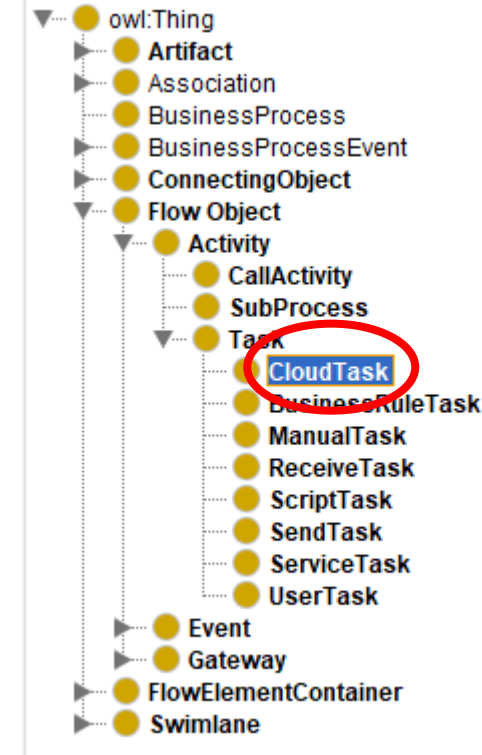 owl:Thing
Artifact
Association
BusinessProcess
BusinessProcessEvent
ConnectingObject
Flow Object
Activity
CallActivity
SubProcess
Task
CloudTask
BusinessRuleTask
ManualTask
ReceiveTask
ScriptTask
SendTask
ServiceTask
UserTask
Event
Gateway
FlowElementContainer
Swimlane